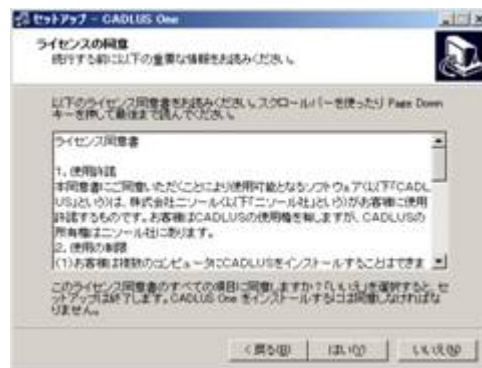 セットアップ - CADLUS One
ライセンスの同意
続行する前に以下の重要な情報をお読みください。
以下のライセンス同意書をお読みください。スクロールバーを使ったり Page Down
キーを押して最後まで読んでください。
ライセンス同意書
1. 使用許諾
本同意書にご同意いただくことにより使用可能となるソフトウェア(以下「CADL
US」という)は、株式会社ニソール(以下「ニソール社」という)がお客様に使用
許諾するものです。お客様はCADLUSの使用権を有しますが、CADLUSの
所有権はニソール社にあります。
2. 使用の制限
(1)お客様は複数のコンピュータにCADLUSをインストールすることはできま
このライセンス同意書のすべての項目に同意しますか？「いいえ」を選択すると、セ
ットアップは終了します。CADLUS One をインストールするには同意しなければな
りません。
< 戻る(B)
はい(Y)
いいえ(N)